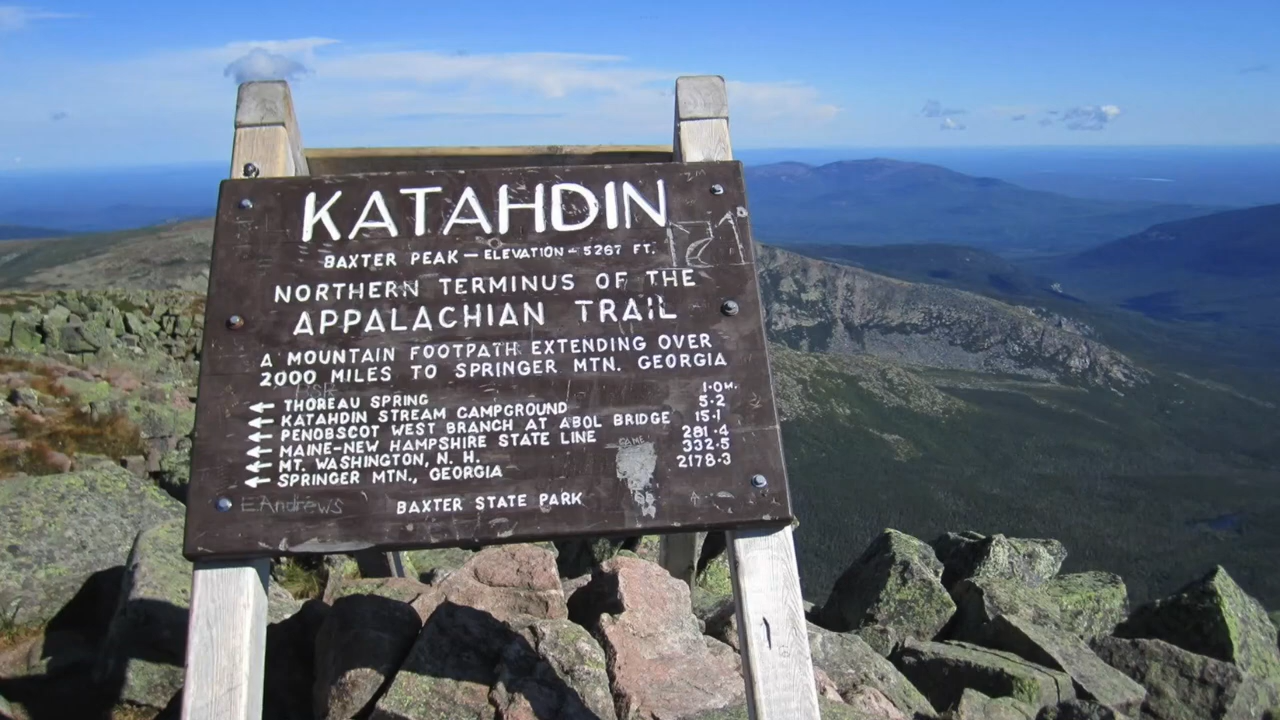 KATAHDIN
BAXTER PEAK — ELEVATION – 5267 FT.
NORTHERN TERMINUS OF THE
APPALACHIAN TRAIL
A MOUNTAIN FOOTPATH EXTENDING OVER
2000 MILES TO SPRINGER MTN. GEORGIA
← THOREAU SPRING 1·0 M.
← KATAHDIN STREAM CAMPGROUND 5·2
← PENOBSCOT WEST BRANCH AT ABOL BRIDGE 15·1
← MAINE-NEW HAMPSHIRE STATE LINE 281·4
← MT. WASHINGTON, N. H. 332·5
← SPRINGER MTN., GEORGIA 2178·3
E Andrews
BAXTER STATE PARK